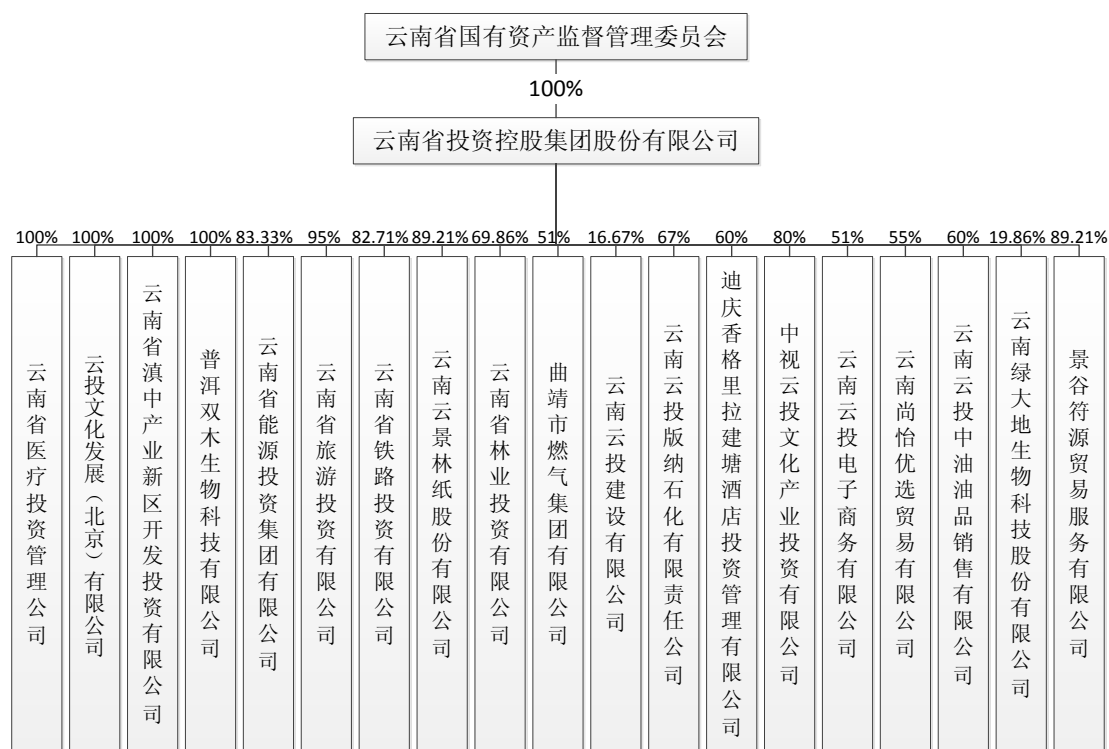 云南省国有资产监督管理委员会
100%
云南省投资控股集团股份有限公司
100% 100% 100% 100% 83.33% 95% 82.71% 89.21% 69.86% 51% 16.67% 67% 60% 80% 51% 55% 60% 19.86% 89.21%
云南省医疗投资管理公司
云投文化发展（北京）有限公司
云南省滇中产业新区开发投资有限公司
普洱双木生物科技有限公司
云南省能源投资集团有限公司
云南省旅游投资有限公司
云南省铁路投资有限公司
云南云景林纸股份有限公司
云南省林业投资有限公司
曲靖市燃气集团有限公司
云南云投建设有限公司
云南云投版纳石化有限责任公司
迪庆香格里拉建塘酒店投资管理有限公司
中视云投文化产业投资有限公司
云南云投电子商务有限公司
云南尚怡优选贸易有限公司
云南云投中油油品销售有限公司
云南绿大地生物科技股份有限公司
景谷符源贸易服务有限公司